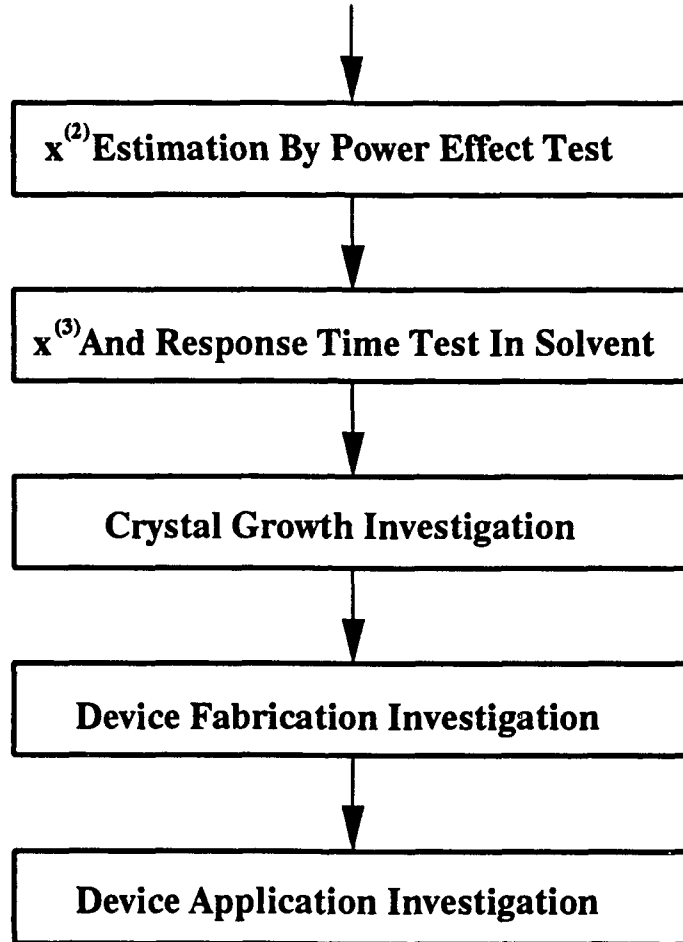 x(2)Estimation By Power Effect Test
x(3)And Response Time Test In Solvent
Crystal Growth Investigation
Device Fabrication Investigation
Device Application Investigation